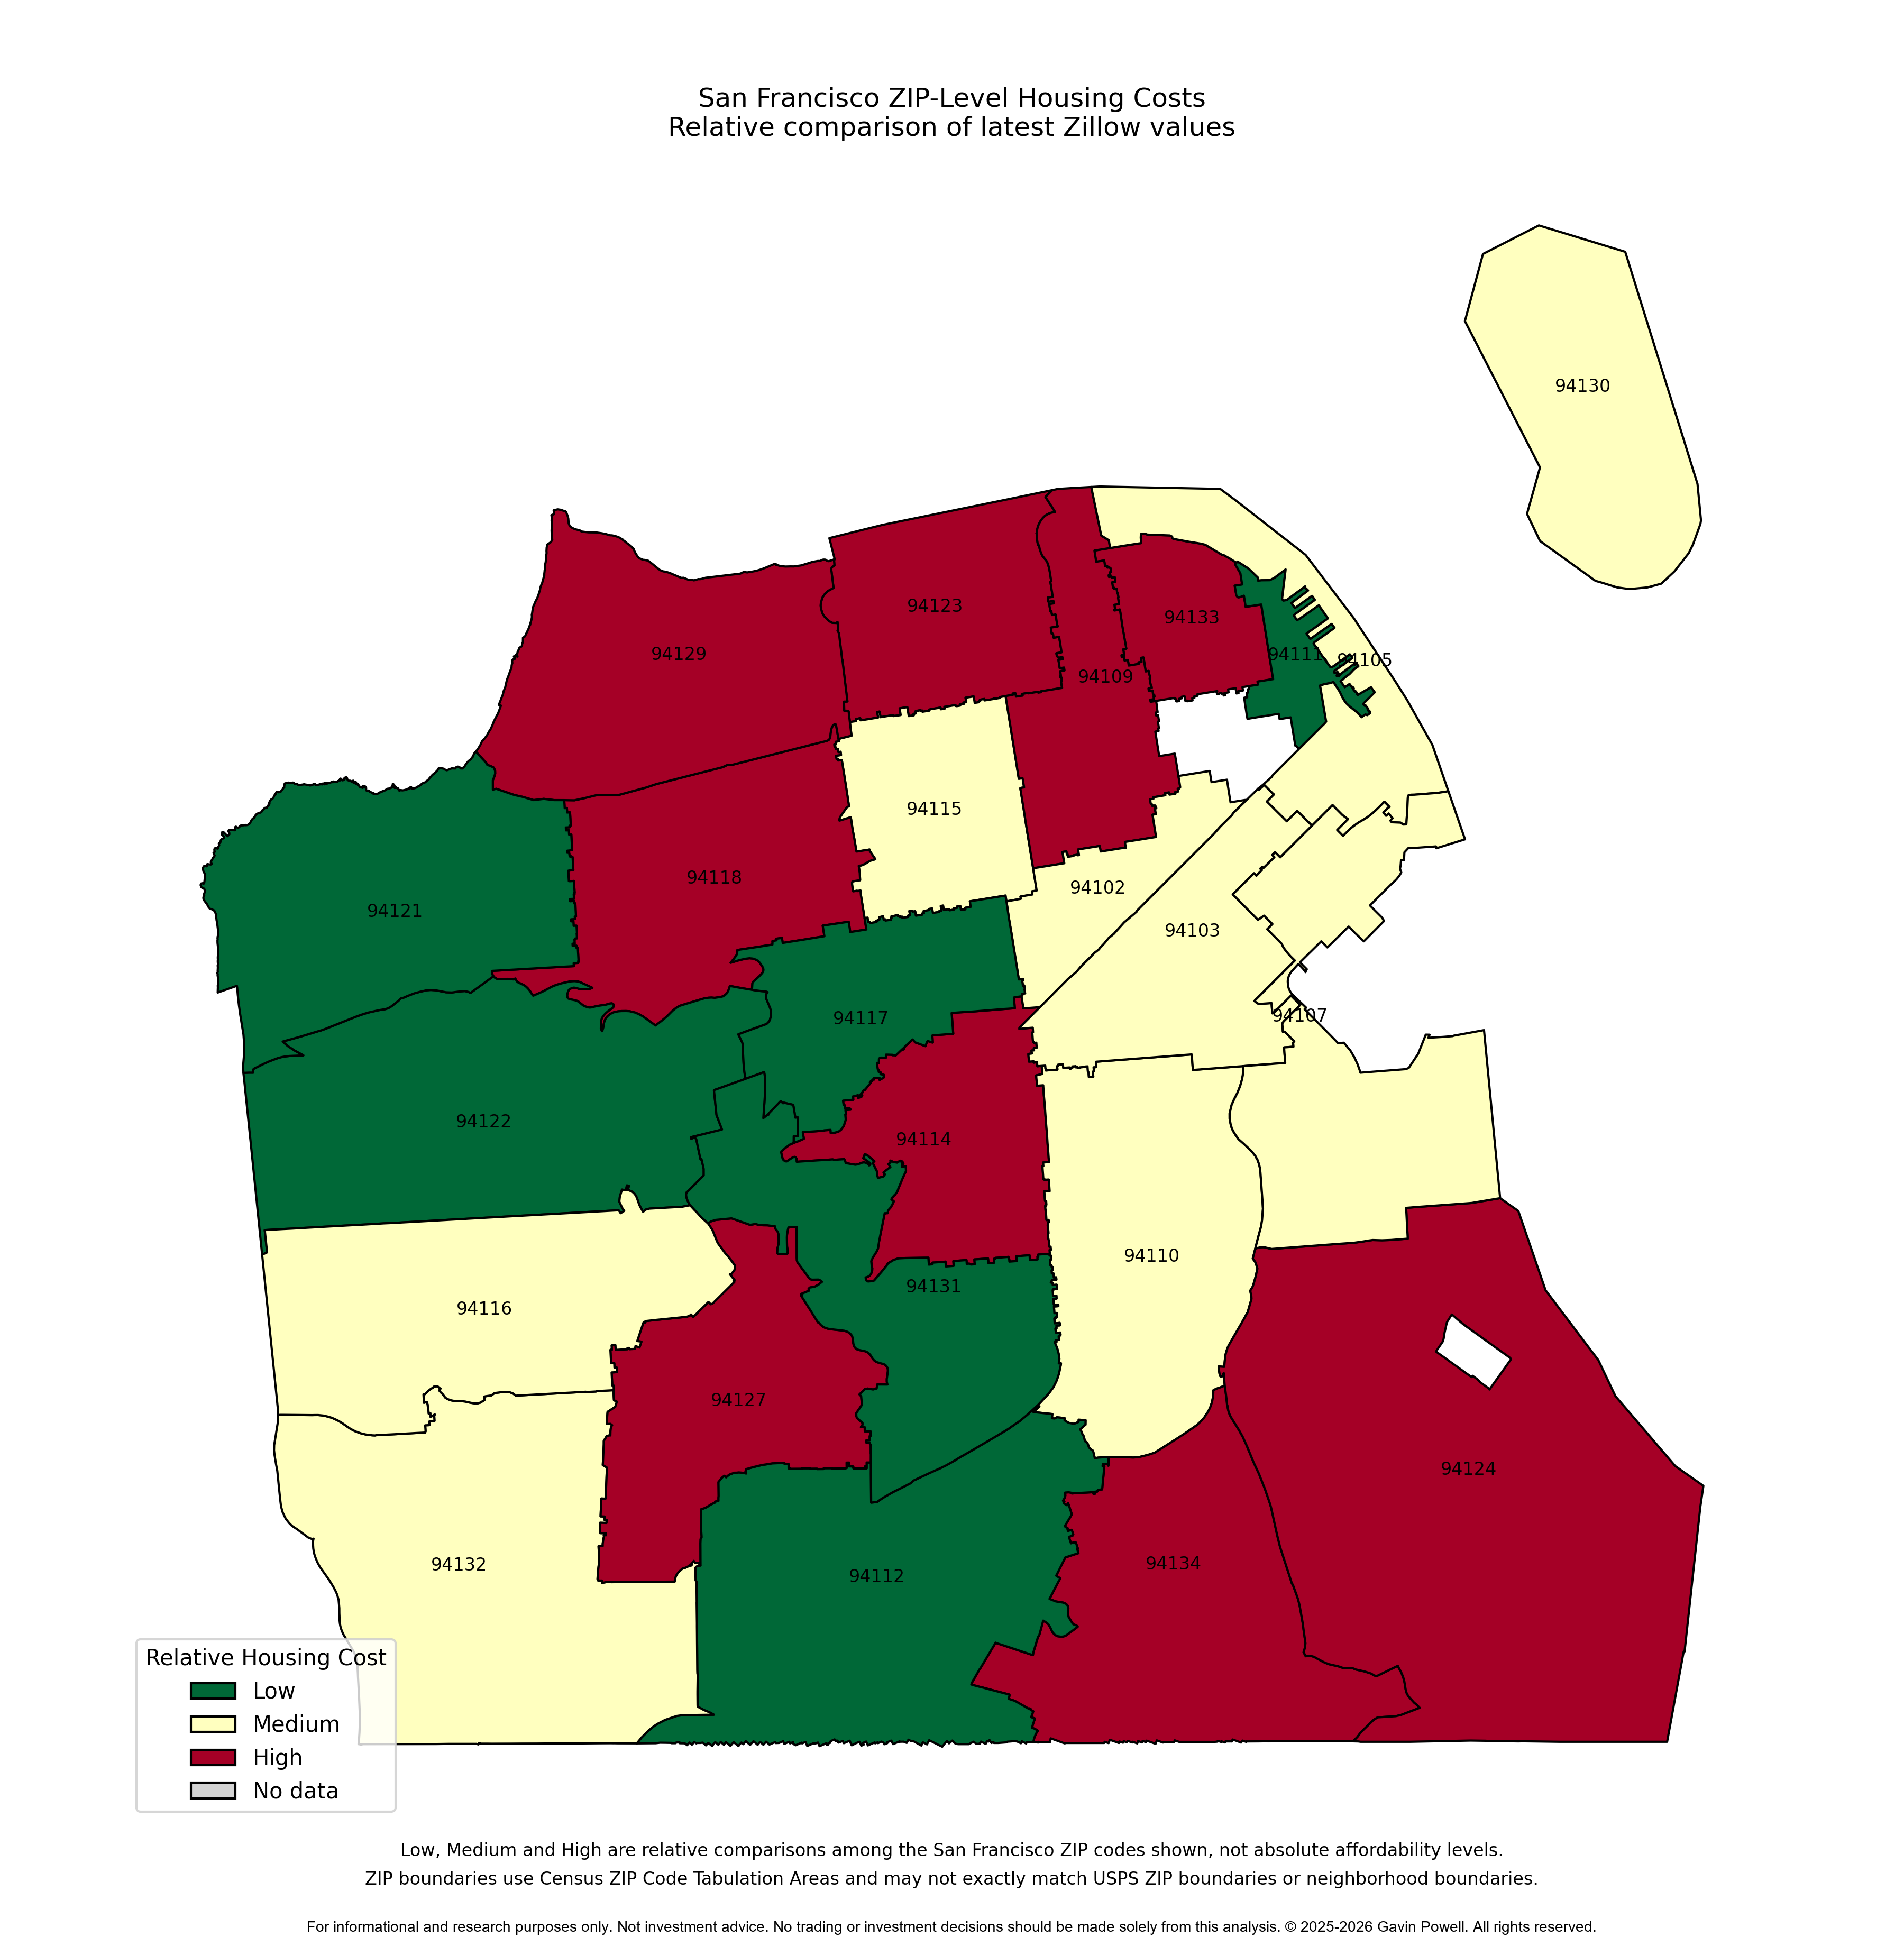 San Francisco ZIP-Level Housing Costs
Relative comparison of latest Zillow values
94130
94123
94133
94129
94111
94105
94109
94115
94118
94102
94121
94103
94107
94117
94122
94114
94110
94131
94116
94127
94124
94134
94132
94112
Relative Housing Cost
Low
Medium
High
No data
Low, Medium and High are relative comparisons among the San Francisco ZIP codes shown, not absolute affordability levels.
ZIP boundaries use Census ZIP Code Tabulation Areas and may not exactly match USPS ZIP boundaries or neighborhood boundaries.
For informational and research purposes only. Not investment advice. No trading or investment decisions should be made solely from this analysis. © 2025-2026 Gavin Powell. All rights reserved.